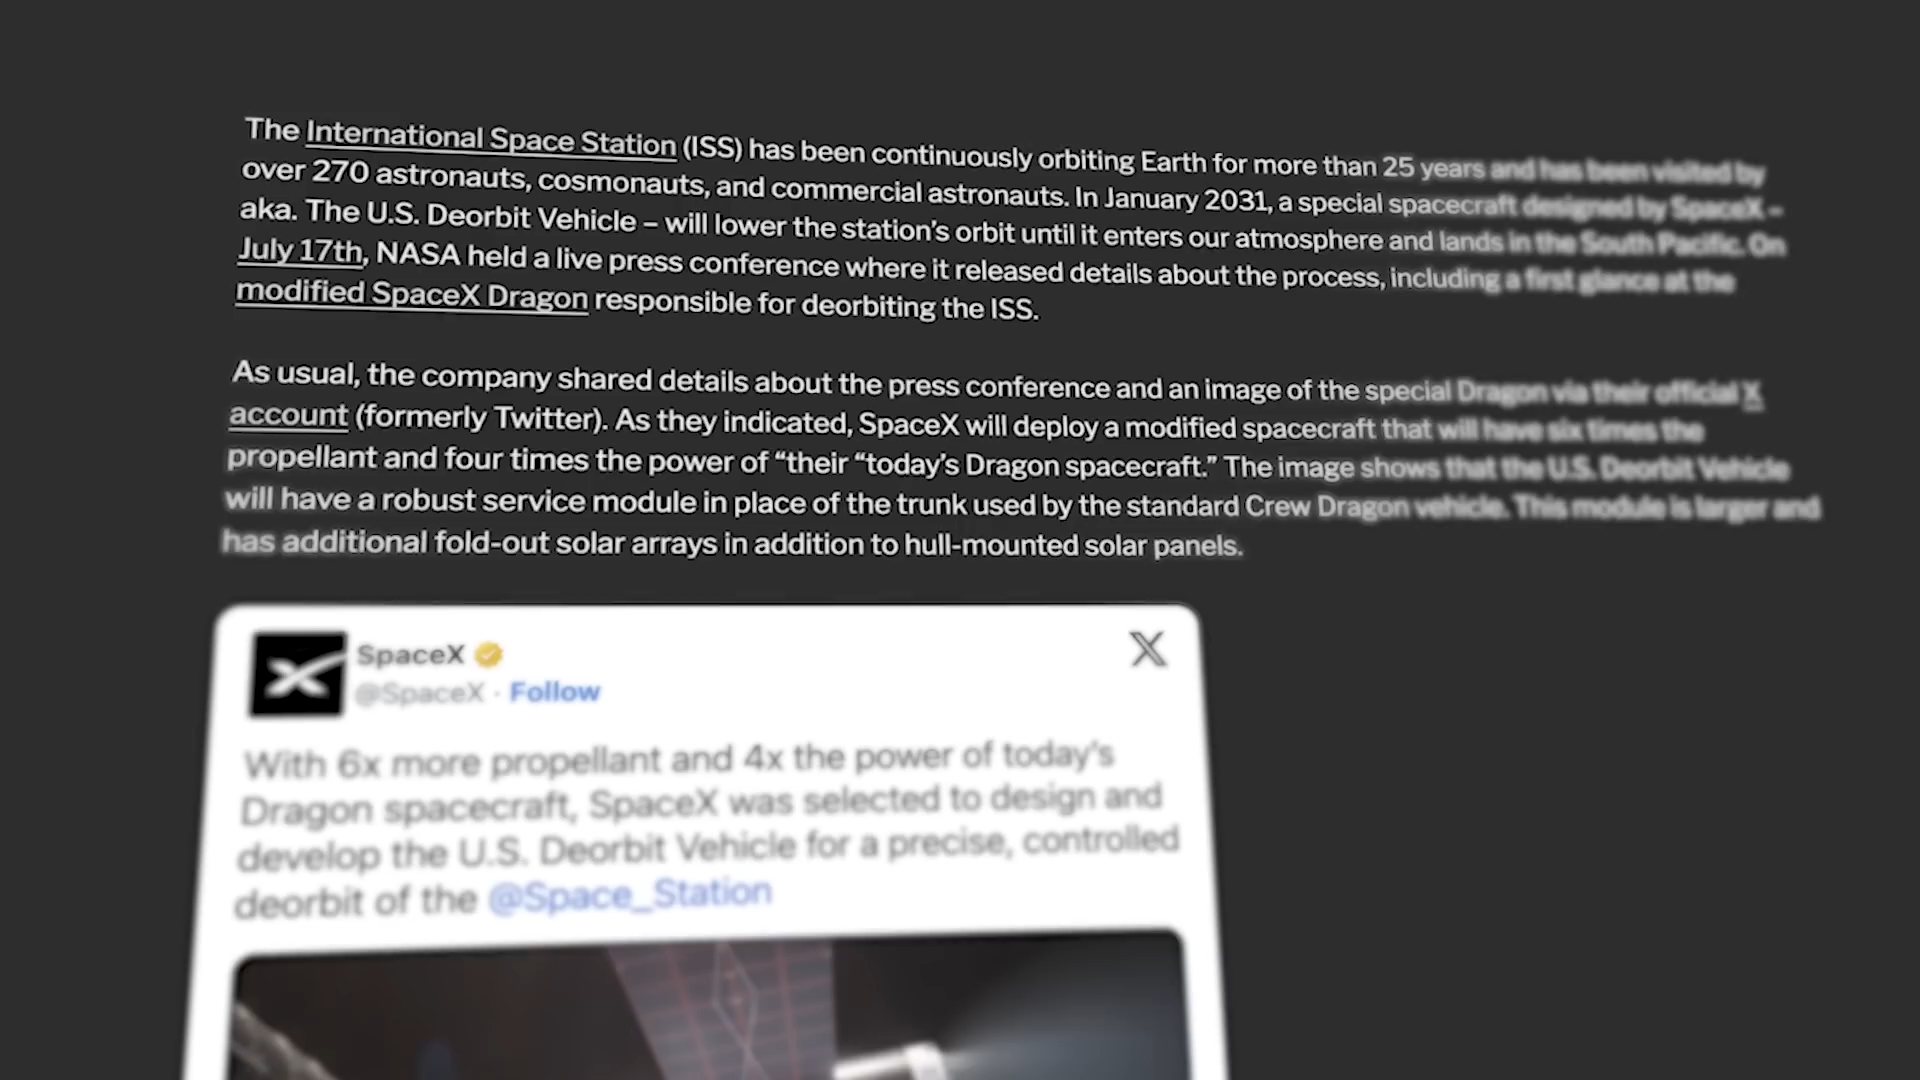 The International Space Station (ISS) has been continuously orbiting Earth for more than 25 years and has been visited by
over 270 astronauts, cosmonauts, and commercial astronauts. In January 2031, a special spacecraft designed by SpaceX –
aka. The U.S. Deorbit Vehicle – will lower the station's orbit until it enters our atmosphere and lands in the South Pacific. On
July 17th, NASA held a live press conference where it released details about the process, including a first glance at the
modified SpaceX Dragon responsible for deorbiting the ISS.
As usual, the company shared details about the press conference and an image of the special Dragon via their official X
account (formerly Twitter). As they indicated, SpaceX will deploy a modified spacecraft that will have six times the
propellant and four times the power of “their “today's Dragon spacecraft.” The image shows that the U.S. Deorbit Vehicle
will have a robust service module in place of the trunk used by the standard Crew Dragon vehicle. This module is larger and
has additional fold-out solar arrays in addition to hull-mounted solar panels.
SpaceX
@SpaceX · Follow
With 6x more propellant and 4x the power of today's
Dragon spacecraft, SpaceX was selected to design and
develop the U.S. Deorbit Vehicle for a precise, controlled
deorbit of the @Space_Station